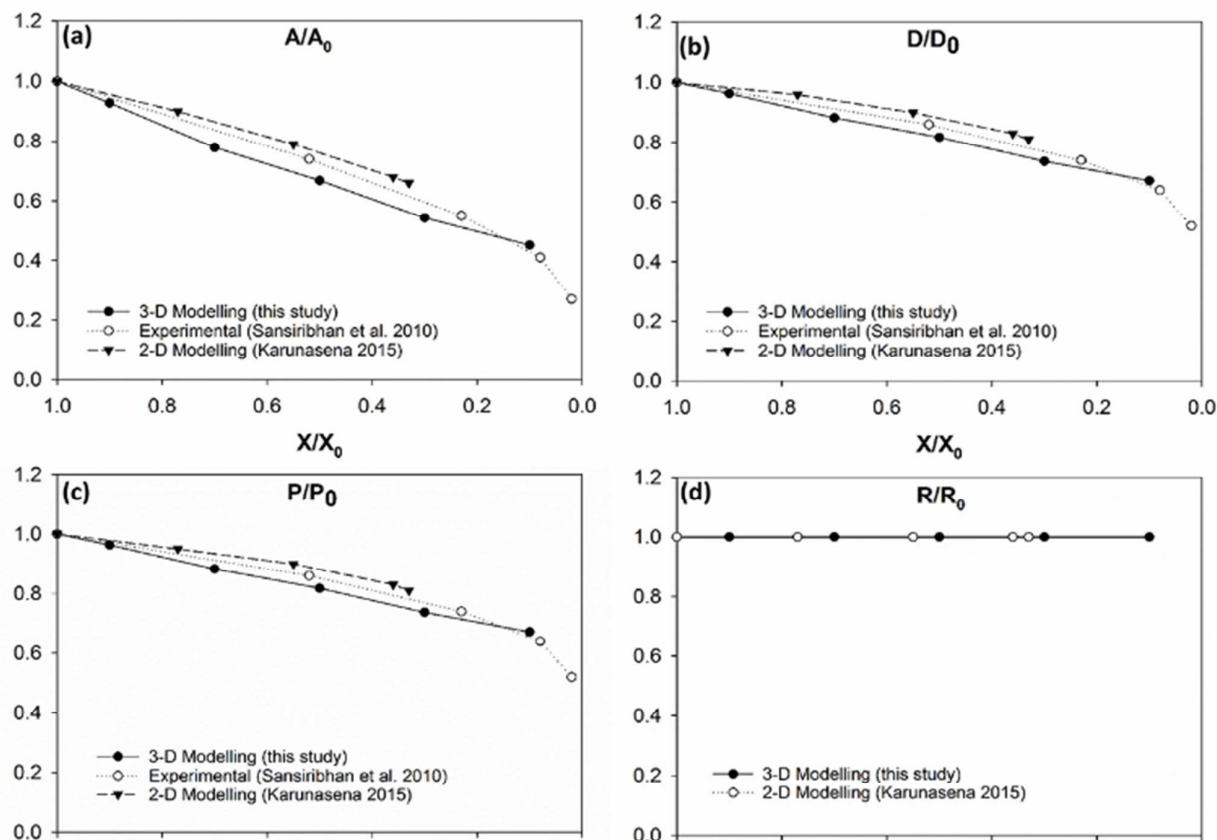 (a)
A/A0
1.2
1.0
0.8
0.6
0.4
0.2
0.0
3-D Modelling (this study)
Experimental (Sansiribhan et al. 2010)
2-D Modelling (Karunasena 2015)
1.0 0.8 0.6 0.4 0.2 0.0
X/X0
(b)
D/D0
1.2
1.0
0.8
0.6
0.4
0.2
0.0
3-D Modelling (this study)
Experimental (Sansiribhan et al. 2010)
2-D Modelling (Karunasena 2015)
1.0 0.8 0.6 0.4 0.2 0.0
X/X0
(c)
P/P0
1.2
1.0
0.8
0.6
0.4
0.2
0.0
3-D Modelling (this study)
Experimental (Sansiribhan et al. 2010)
2-D Modelling (Karunasena 2015)
(d)
R/R0
1.2
1.0
0.8
0.6
0.4
0.2
0.0
3-D Modelling (this study)
2-D Modelling (Karunasena 2015)